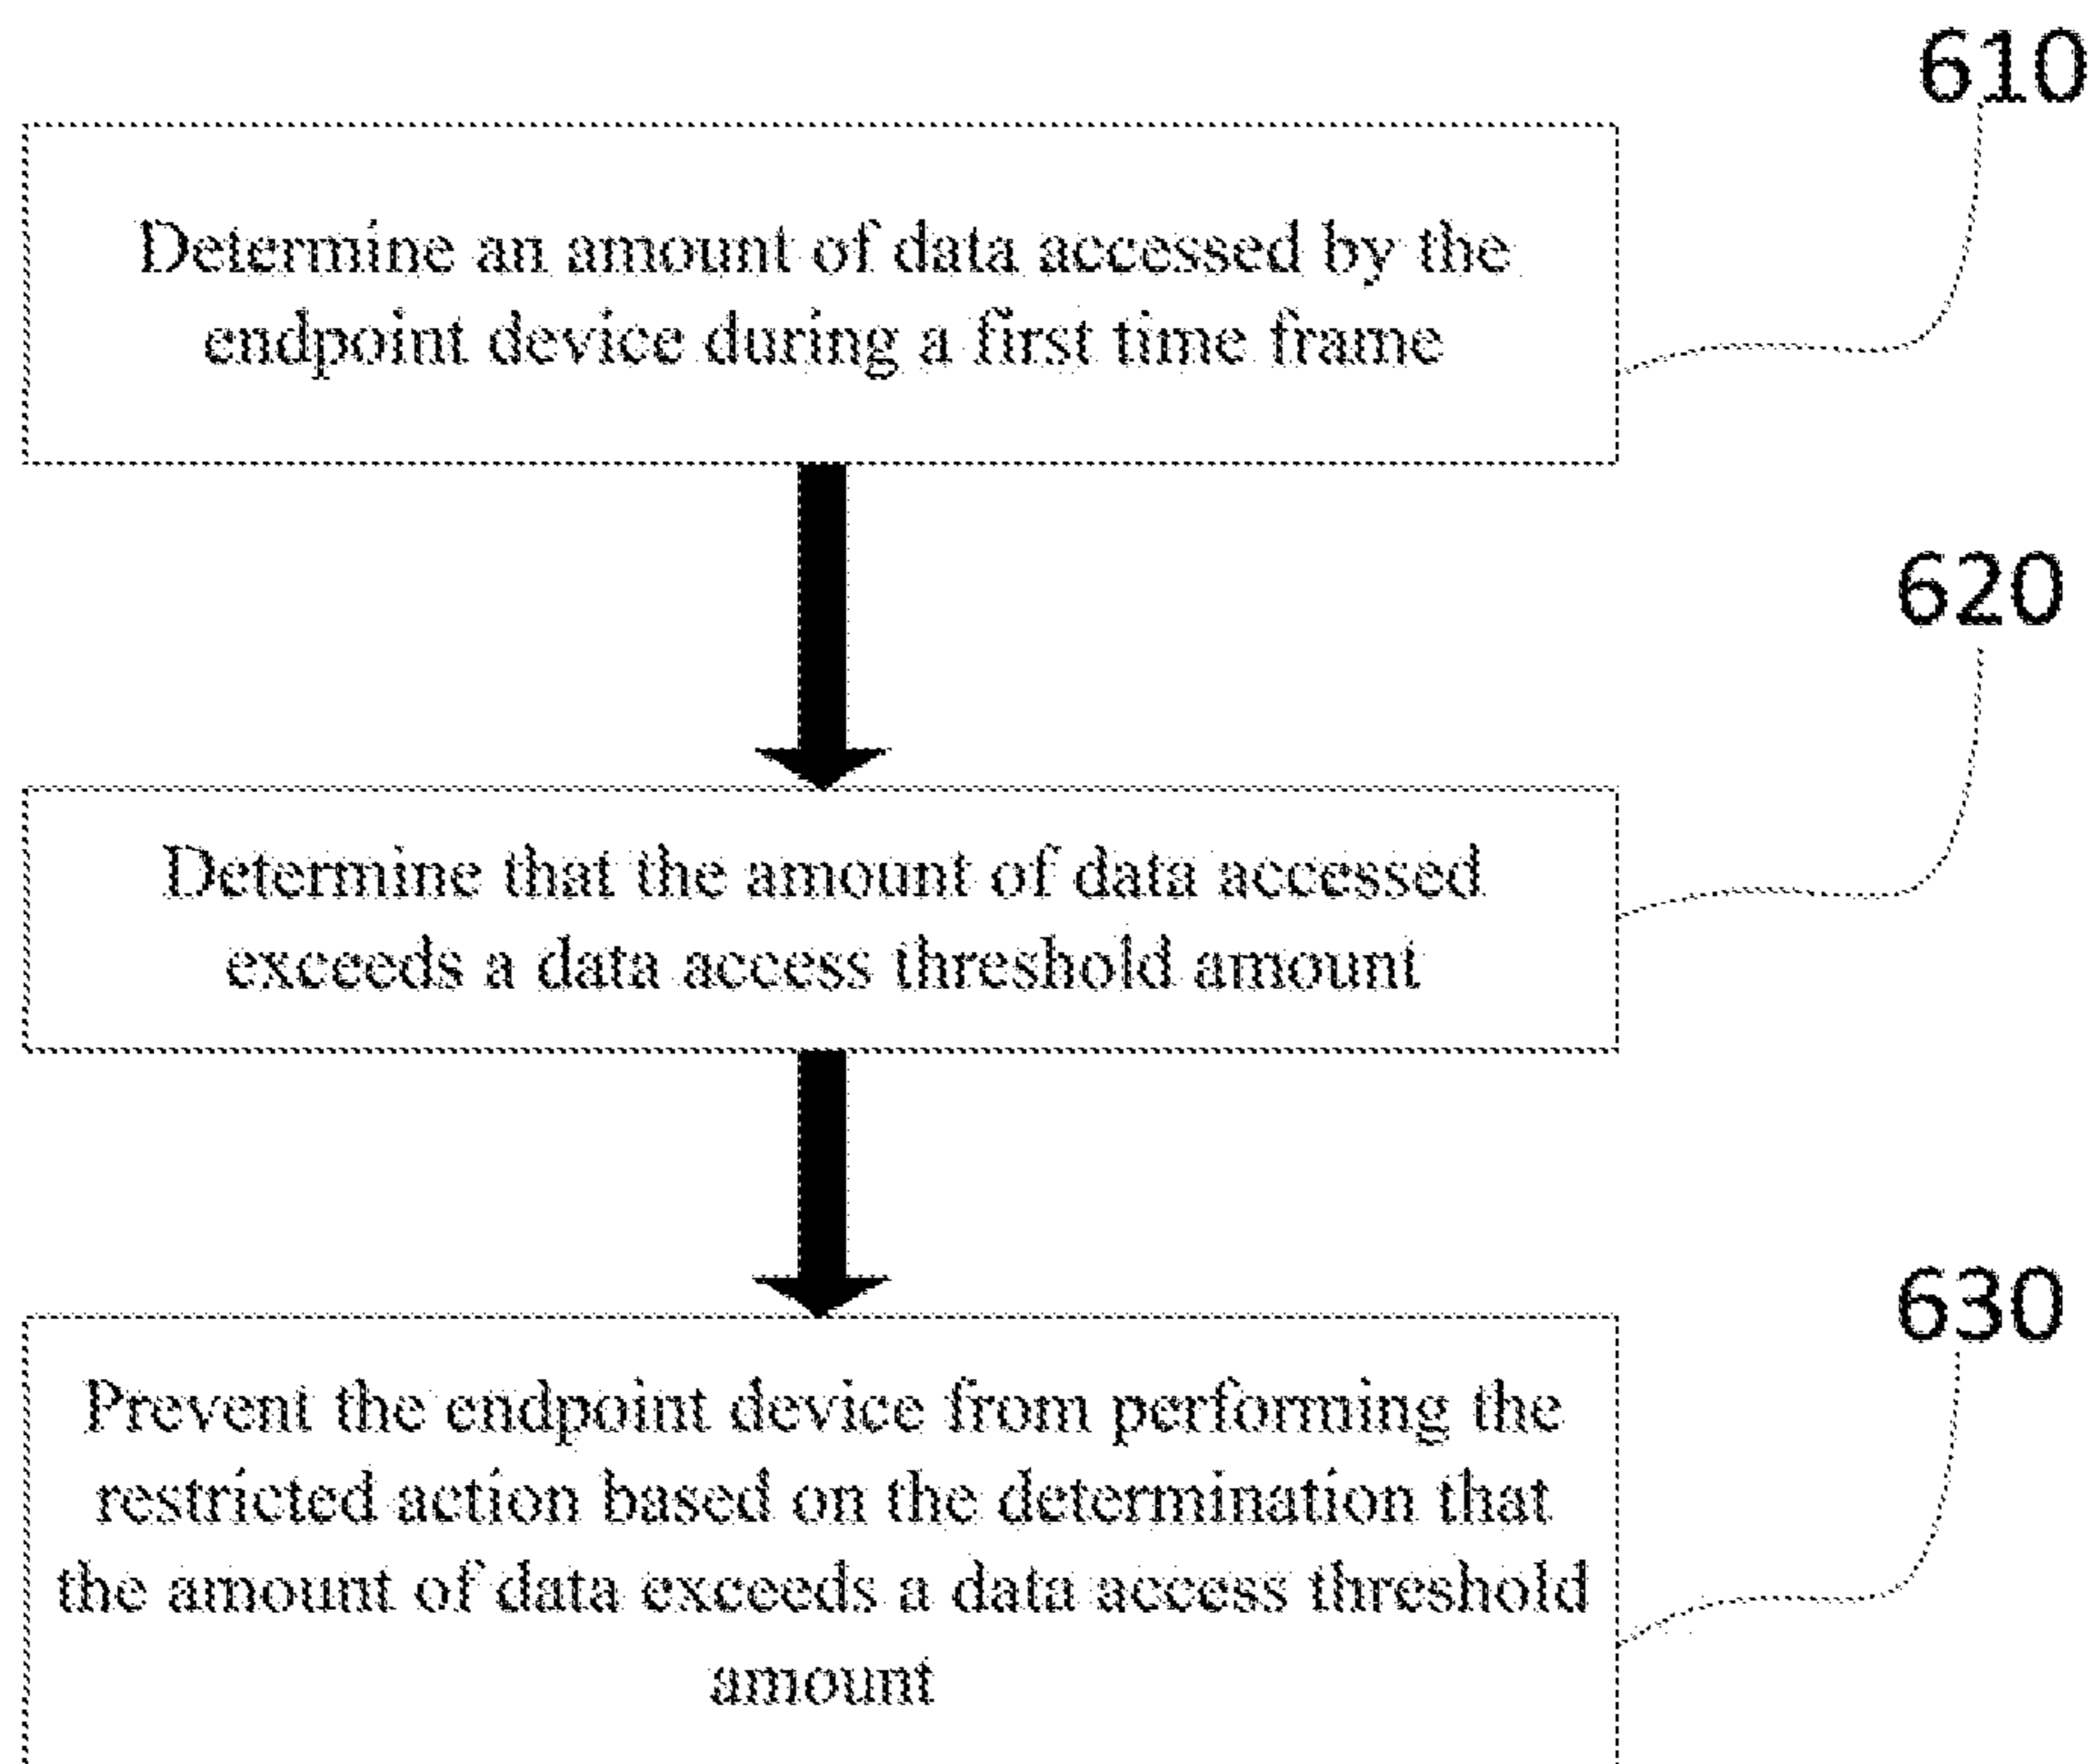 610
Determine an amount of data accessed by the
endpoint device during a first time frame
620
Determine that the amount of data accessed
exceeds a data access threshold amount
630
Prevent the endpoint device from performing the
restricted action based on the determination that
the amount of data exceeds a data access threshold
amount